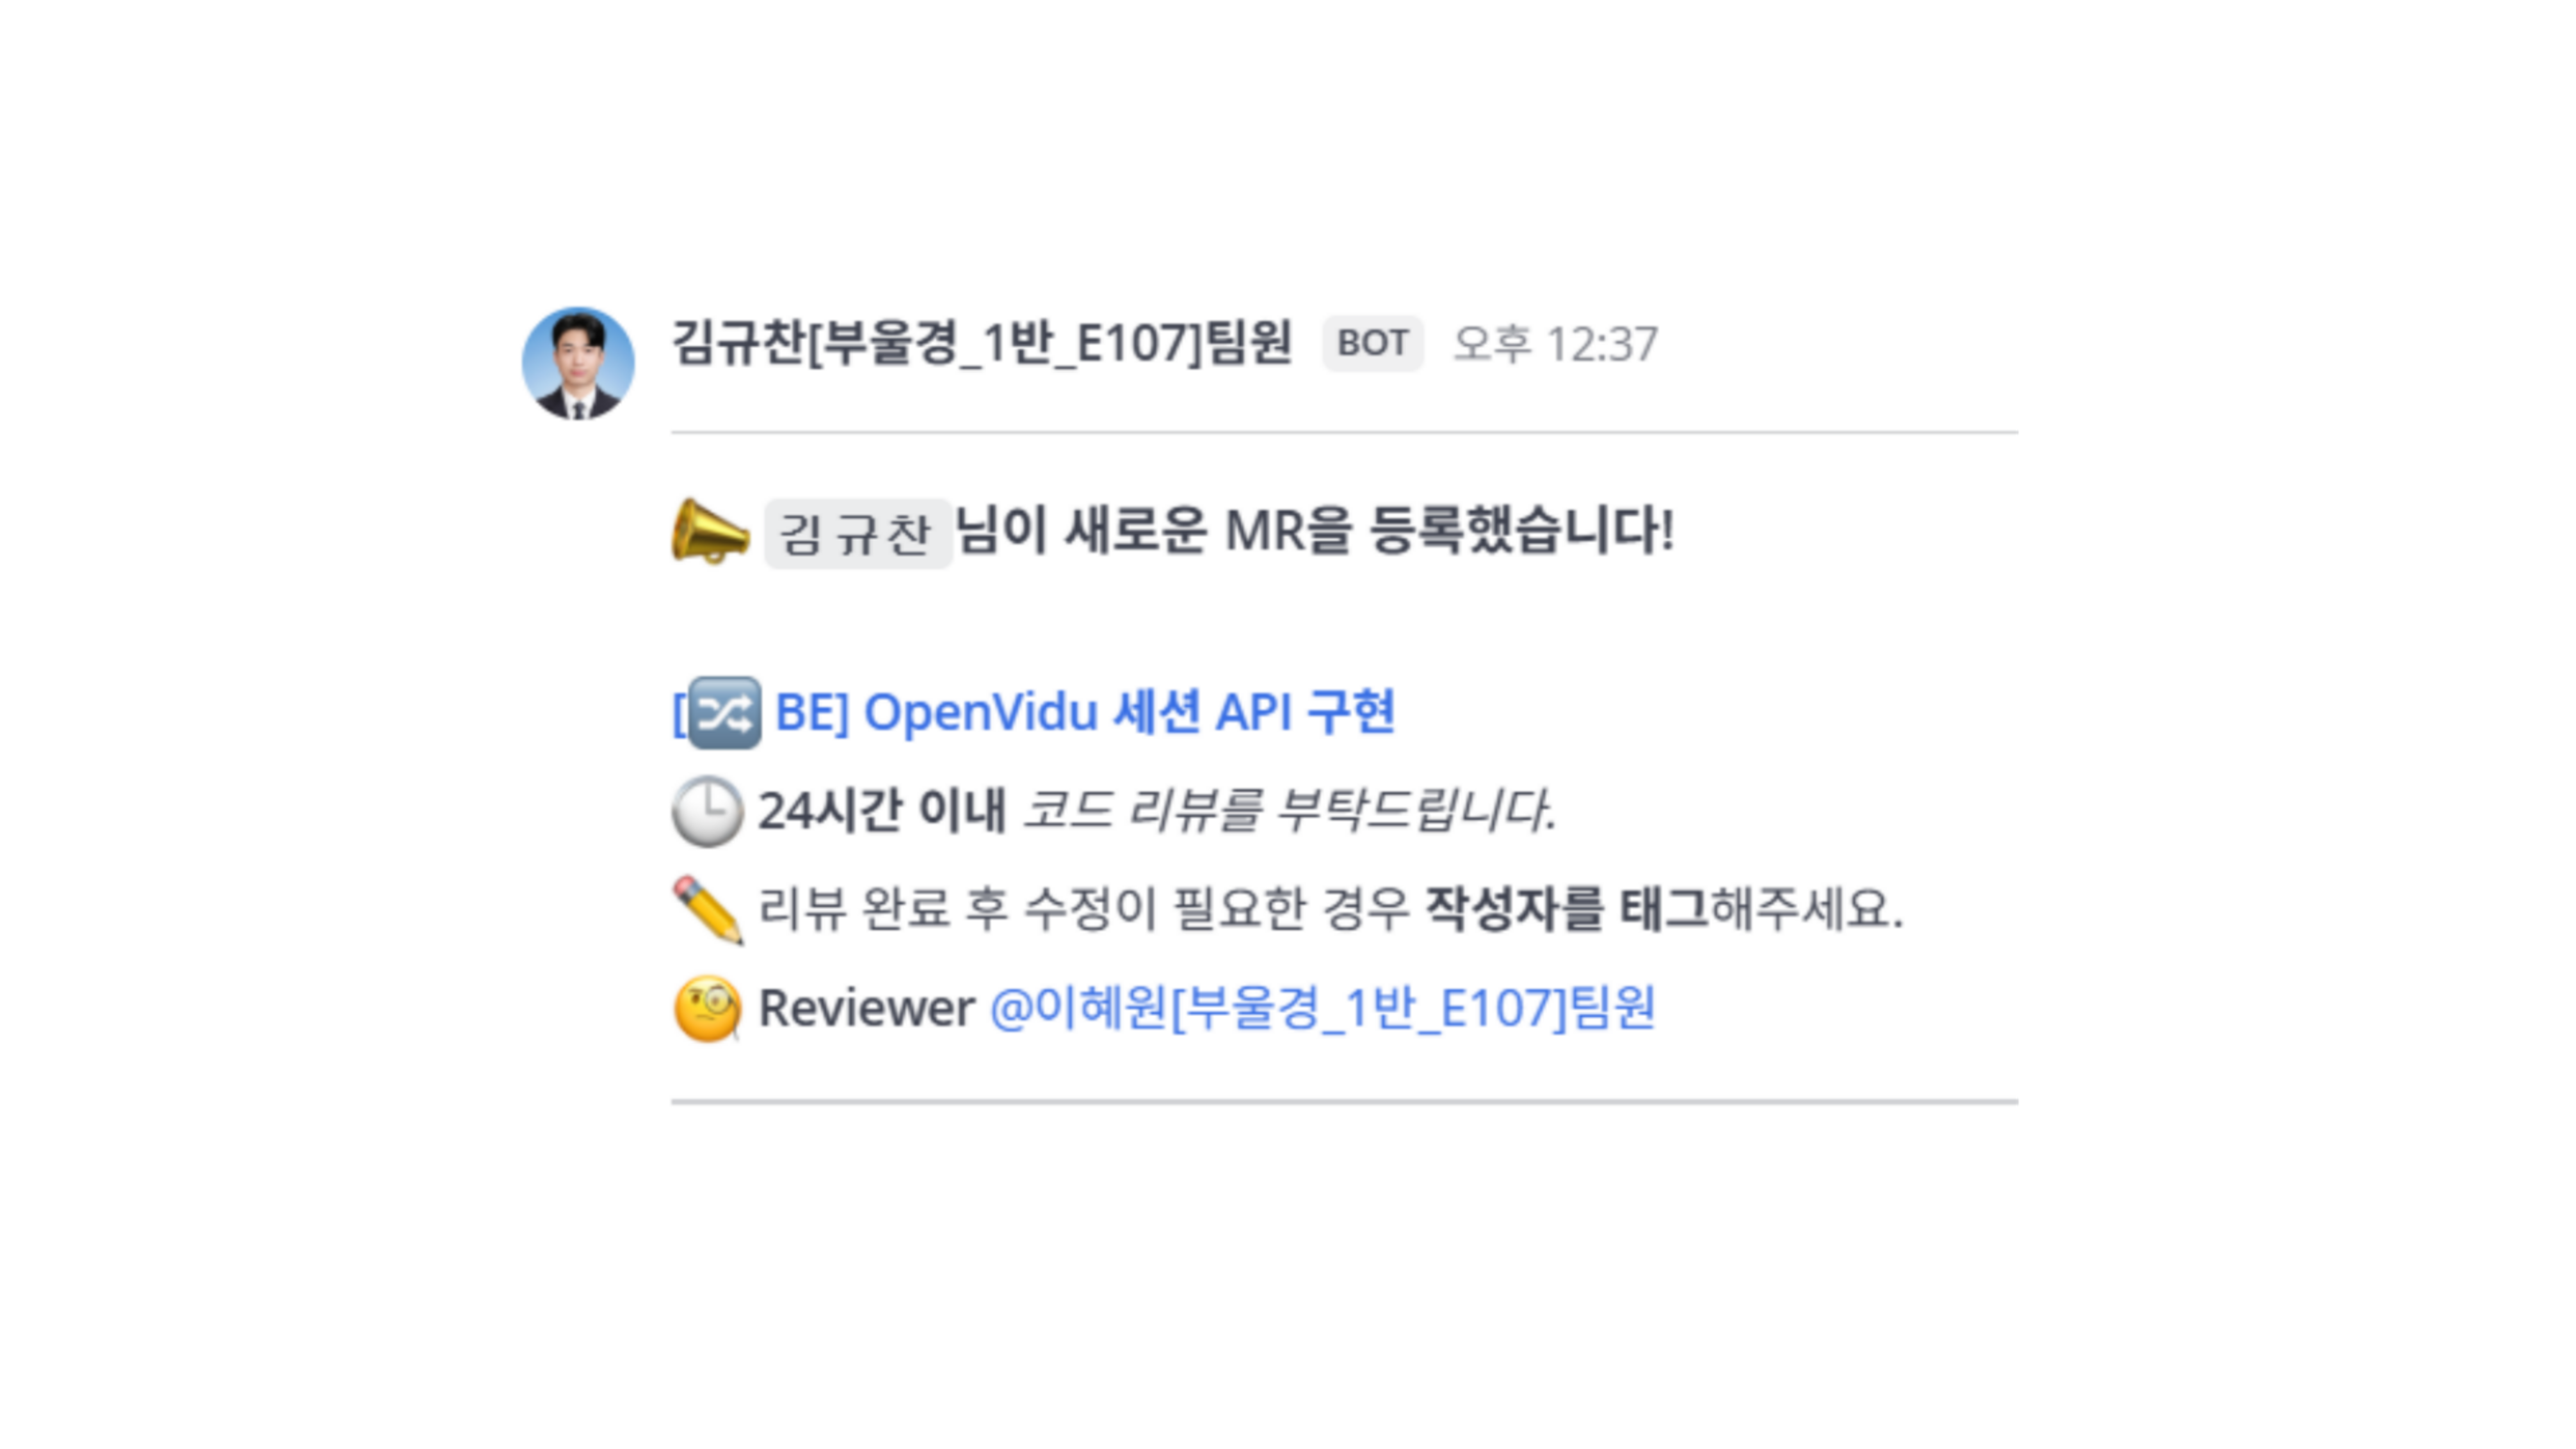 김규찬[부울경_1반_E107]팀원 BOT 오후 12:37
김규찬님이 새로운 MR을 등록했습니다!
[🔀 BE] OpenVidu 세션 API 구현
24시간 이내 코드 리뷰를 부탁드립니다.
리뷰 완료 후 수정이 필요한 경우 작성자를 태그해주세요.
Reviewer @이혜원[부울경_1반_E107]팀원